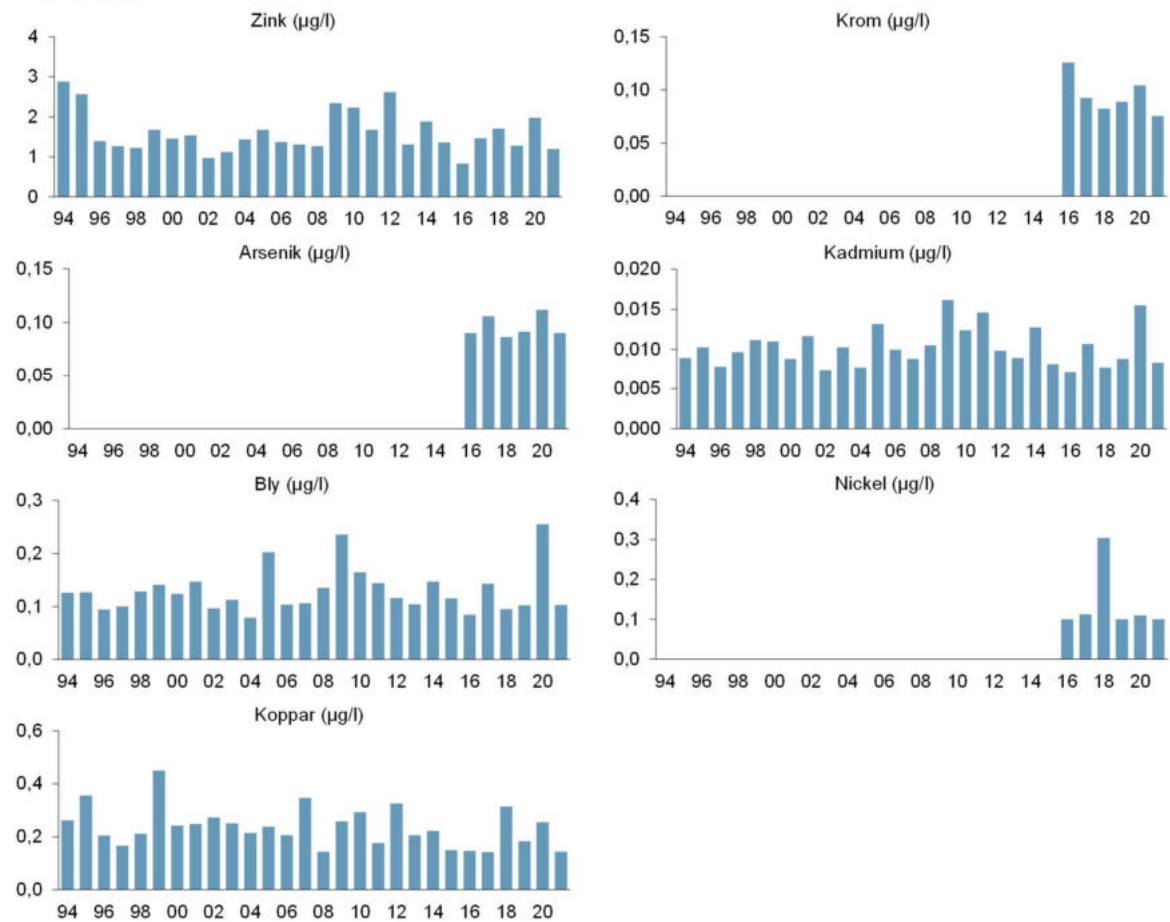 Zink (µg/l)
4
3
2
1
0
94 96 98 00 02 04 06 08 10 12 14 16 18 20
Krom (µg/l)
0,15
0,10
0,05
0,00
94 96 98 00 02 04 06 08 10 12 14 16 18 20
Arsenik (µg/l)
0,15
0,10
0,05
0,00
94 96 98 00 02 04 06 08 10 12 14 16 18 20
Kadmium (µg/l)
0,020
0,015
0,010
0,005
0,000
94 96 98 00 02 04 06 08 10 12 14 16 18 20
Bly (µg/l)
0,3
0,2
0,1
0,0
94 96 98 00 02 04 06 08 10 12 14 16 18 20
Nickel (µg/l)
0,4
0,3
0,2
0,1
0,0
94 96 98 00 02 04 06 08 10 12 14 16 18 20
Koppar (µg/l)
0,6
0,4
0,2
0,0
94 96 98 00 02 04 06 08 10 12 14 16 18 20